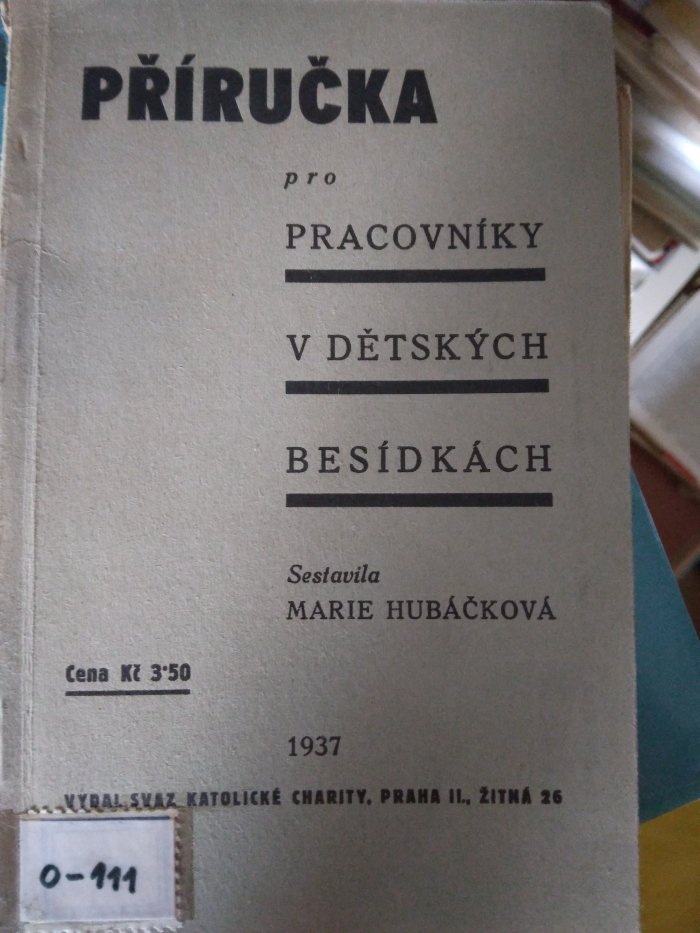 PŘÍRUČKA
pro
PRACOVNÍKY
V DĚTSKÝCH
BESÍDKÁCH
Sestavila
MARIE HUBÁČKOVÁ
Cena Kč 3·50
1937
VYDAL SVAZ KATOLICKÉ CHARITY, PRAHA II., ŽITNÁ 26
O-111